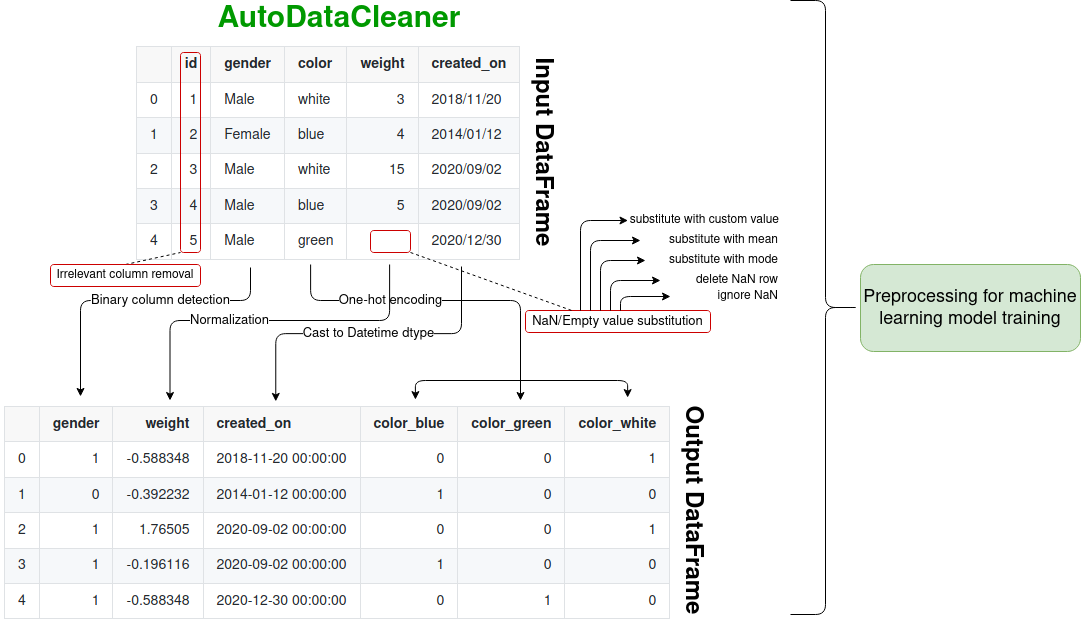 AutoDataCleaner
id gender color weight created_on
0 1 Male white 3 2018/11/20
1 2 Female blue 4 2014/01/12
2 3 Male white 15 2020/09/02
3 4 Male blue 5 2020/09/02
4 5 Male green 2020/12/30
Input DataFrame
substitute with custom value
substitute with mean
substitute with mode
delete NaN row
ignore NaN
Irrelevant column removal
Binary column detection
One-hot encoding
Normalization
NaN/Empty value substitution
Cast to Datetime dtype
Preprocessing for machine
learning model training
gender weight created_on color_blue color_green color_white
0 1 -0.588348 2018-11-20 00:00:00 0 0 1
1 0 -0.392232 2014-01-12 00:00:00 1 0 0
2 1 1.76505 2020-09-02 00:00:00 0 0 1
3 1 -0.196116 2020-09-02 00:00:00 1 0 0
4 1 -0.588348 2020-12-30 00:00:00 0 1 0
Output DataFrame